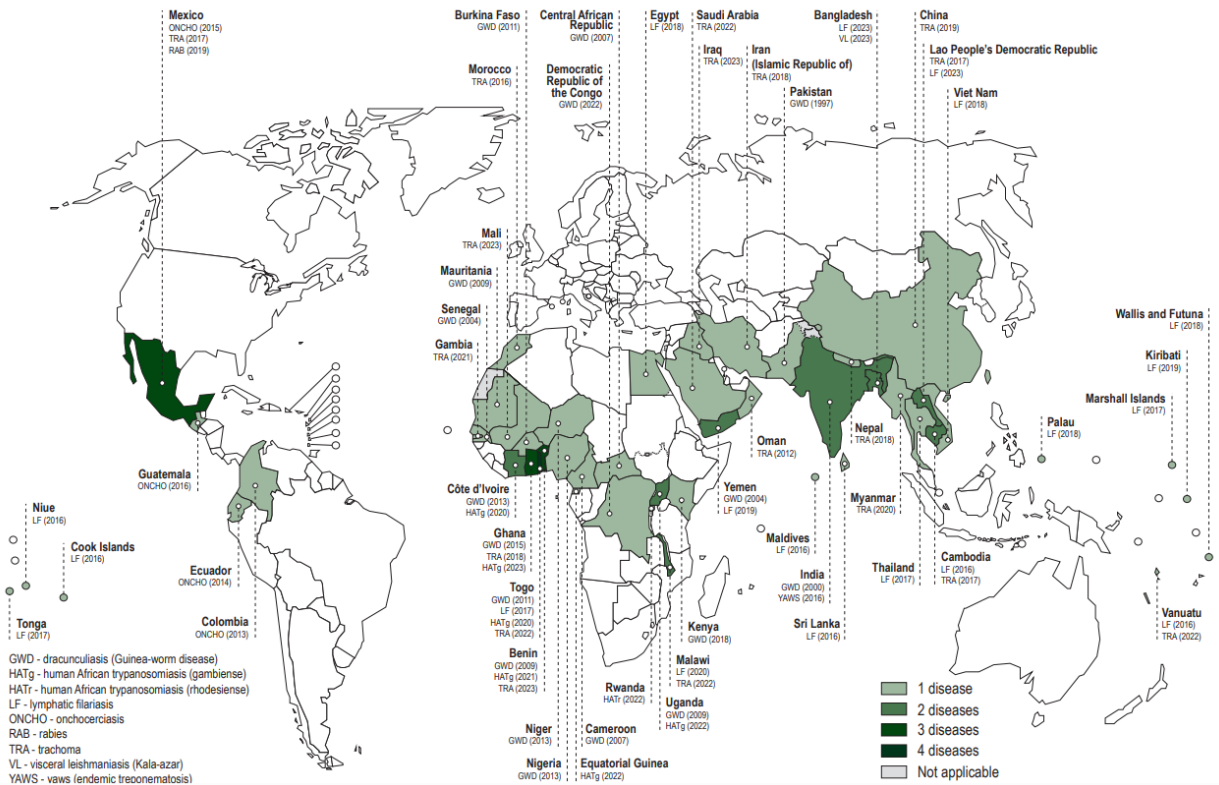 Mexico
ONCHO (2015)
TRA (2017)
RAB (2019)
Burkina Faso
GWD (2011)
Central African
Republic
GWD (2007)
Egypt
LF (2018)
Saudi Arabia
TRA (2022)
Bangladesh
LF (2023)
VL (2023)
China
TRA (2019)
Morocco
TRA (2016)
Democratic
Republic of
the Congo
GWD (2022)
Iraq
TRA (2023)
Iran
(Islamic Republic of)
TRA (2018)
Pakistan
GWD (1997)
Lao People's Democratic Republic
TRA (2017)
LF (2023)
Viet Nam
LF (2018)
Mali
TRA (2023)
Mauritania
GWD (2009)
Senegal
GWD (2004)
Gambia
TRA (2021)
Wallis and Futuna
LF (2018)
Kiribati
LF (2019)
Marshall Islands
LF (2017)
Palau
LF (2018)
Guatemala
ONCHO (2016)
Niue
LF (2016)
Cook Islands
LF (2016)
Tonga
LF (2017)
Ecuador
ONCHO (2014)
Colombia
ONCHO (2013)
Côte d'Ivoire
GWD (2013)
HATg (2020)
Ghana
GWD (2015)
TRA (2018)
HATg (2023)
Togo
GWD (2011)
LF (2017)
HATg (2020)
TRA (2022)
Benin
GWD (2009)
HATg (2021)
TRA (2023)
Niger
GWD (2013)
Nigeria
GWD (2013)
Cameroon
GWD (2007)
Equatorial Guinea
HATg (2022)
Rwanda
HATr (2022)
Uganda
GWD (2009)
HATg (2022)
Malawi
LF (2020)
TRA (2022)
Kenya
GWD (2018)
Yemen
GWD (2004)
LF (2019)
Oman
TRA (2012)
Maldives
LF (2016)
India
GWD (2000)
YAWS (2016)
Sri Lanka
LF (2016)
Nepal
TRA (2018)
Myanmar
TRA (2020)
Thailand
LF (2017)
Cambodia
LF (2016)
TRA (2017)
Vanuatu
LF (2016)
TRA (2022)
GWD - dracunculiasis (Guinea-worm disease)
HATg - human African trypanosomiasis (gambiense)
HATr - human African trypanosomiasis (rhodesiense)
LF - lymphatic filariasis
ONCHO - onchocerciasis
RAB - rabies
TRA - trachoma
VL - visceral leishmaniasis (Kala-azar)
YAWS - yaws (endemic treponematosis)
1 disease
2 diseases
3 diseases
4 diseases
Not applicable